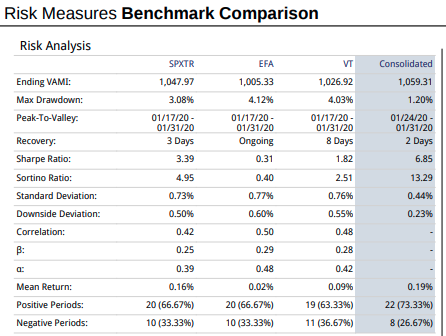 Risk Measures Benchmark Comparison
Risk Analysis
SPXTR EFA VT Consolidated
Ending VAMI: 1,047.97 1,005.33 1,026.92 1,059.31
Max Drawdown: 3.08% 4.12% 4.03% 1.20%
Peak-To-Valley: 01/17/20 - 01/17/20 - 01/17/20 - 01/24/20 -
01/31/20 01/31/20 01/31/20 01/31/20
Recovery: 3 Days Ongoing 8 Days 2 Days
Sharpe Ratio: 3.39 0.31 1.82 6.85
Sortino Ratio: 4.95 0.40 2.51 13.29
Standard Deviation: 0.73% 0.77% 0.76% 0.44%
Downside Deviation: 0.50% 0.60% 0.55% 0.23%
Correlation: 0.42 0.50 0.48 -
β: 0.25 0.29 0.28 -
α: 0.39 0.48 0.42 -
Mean Return: 0.16% 0.02% 0.09% 0.19%
Positive Periods: 20 (66.67%) 20 (66.67%) 19 (63.33%) 22 (73.33%)
Negative Periods: 10 (33.33%) 10 (33.33%) 11 (36.67%) 8 (26.67%)